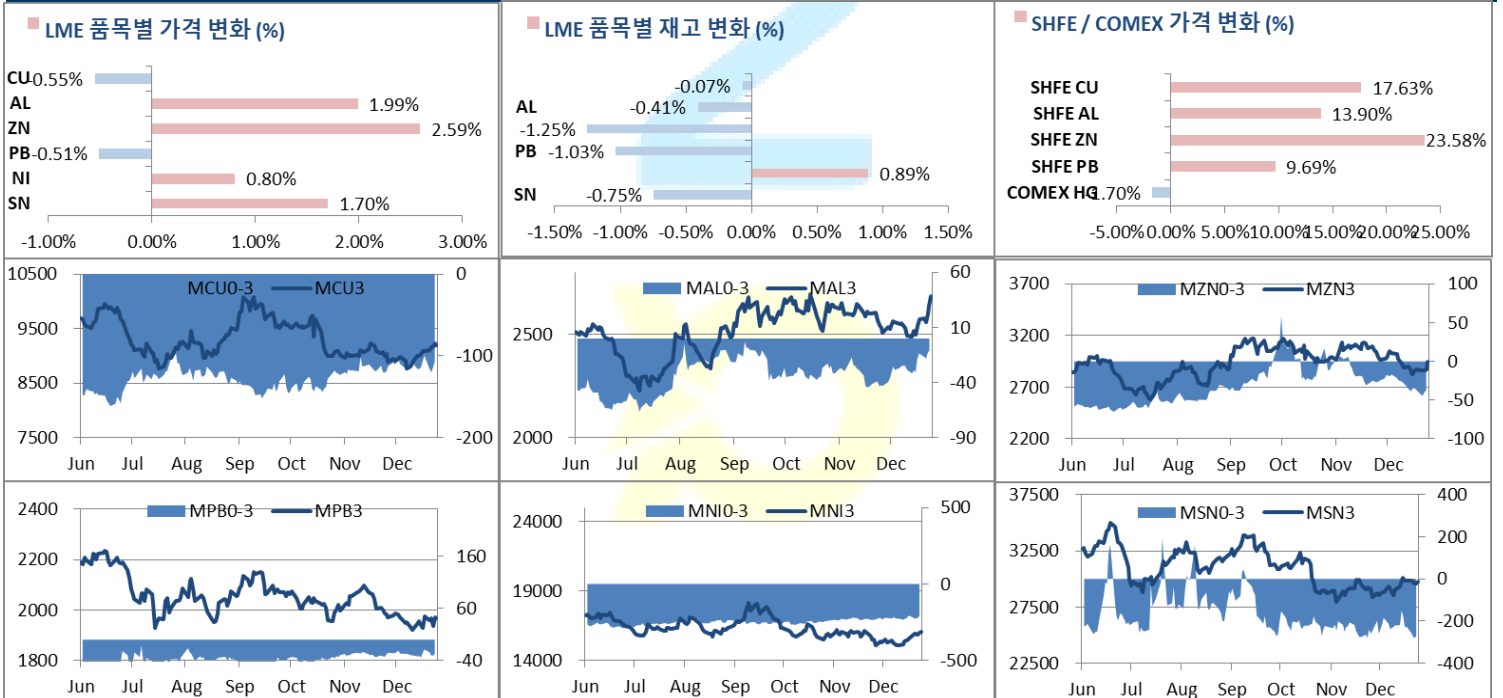 LME 품목별 가격 변화 (%)
CU -0.55%
AL 1.99%
ZN 2.59%
PB -0.51%
NI 0.80%
SN 1.70%
-1.00% 0.00% 1.00% 2.00% 3.00%
LME 품목별 재고 변화 (%)
-0.07%
AL -0.41%
-1.25%
PB -1.03%
0.89%
SN -0.75%
-1.50% -1.00% -0.50% 0.00% 0.50% 1.00% 1.50%
SHFE / COMEX 가격 변화 (%)
SHFE CU 17.63%
SHFE AL 13.90%
SHFE ZN 23.58%
SHFE PB 9.69%
COMEX HG 1.70%
-5.00% 0.00% 5.00% 10.00% 15.00% 20.00% 25.00%
MCU0-3 MCU3
10500 0
9500 -100
8500
7500 -200
Jun Jul Aug Sep Oct Nov Dec
MAL0-3 MAL3
60
2500 10
-40
2000 -90
Jun Jul Aug Sep Oct Nov Dec
MZN0-3 MZN3
3700 100
3200 50
0
2700 -50
2200 -100
Jun Jul Aug Sep Oct Nov Dec
MPB0-3 MPB3
2400
2200 160
2000 60
1800 -40
Jun Jul Aug Sep Oct Nov Dec
MNI0-3 MNI3
24000 500
19000 0
14000 -500
Jun Jul Aug Sep Oct Nov Dec
MSN0-3 MSN3
37500 400
32500 200
0
27500 -200
22500 -400
Jun Jul Aug Sep Oct Nov Dec